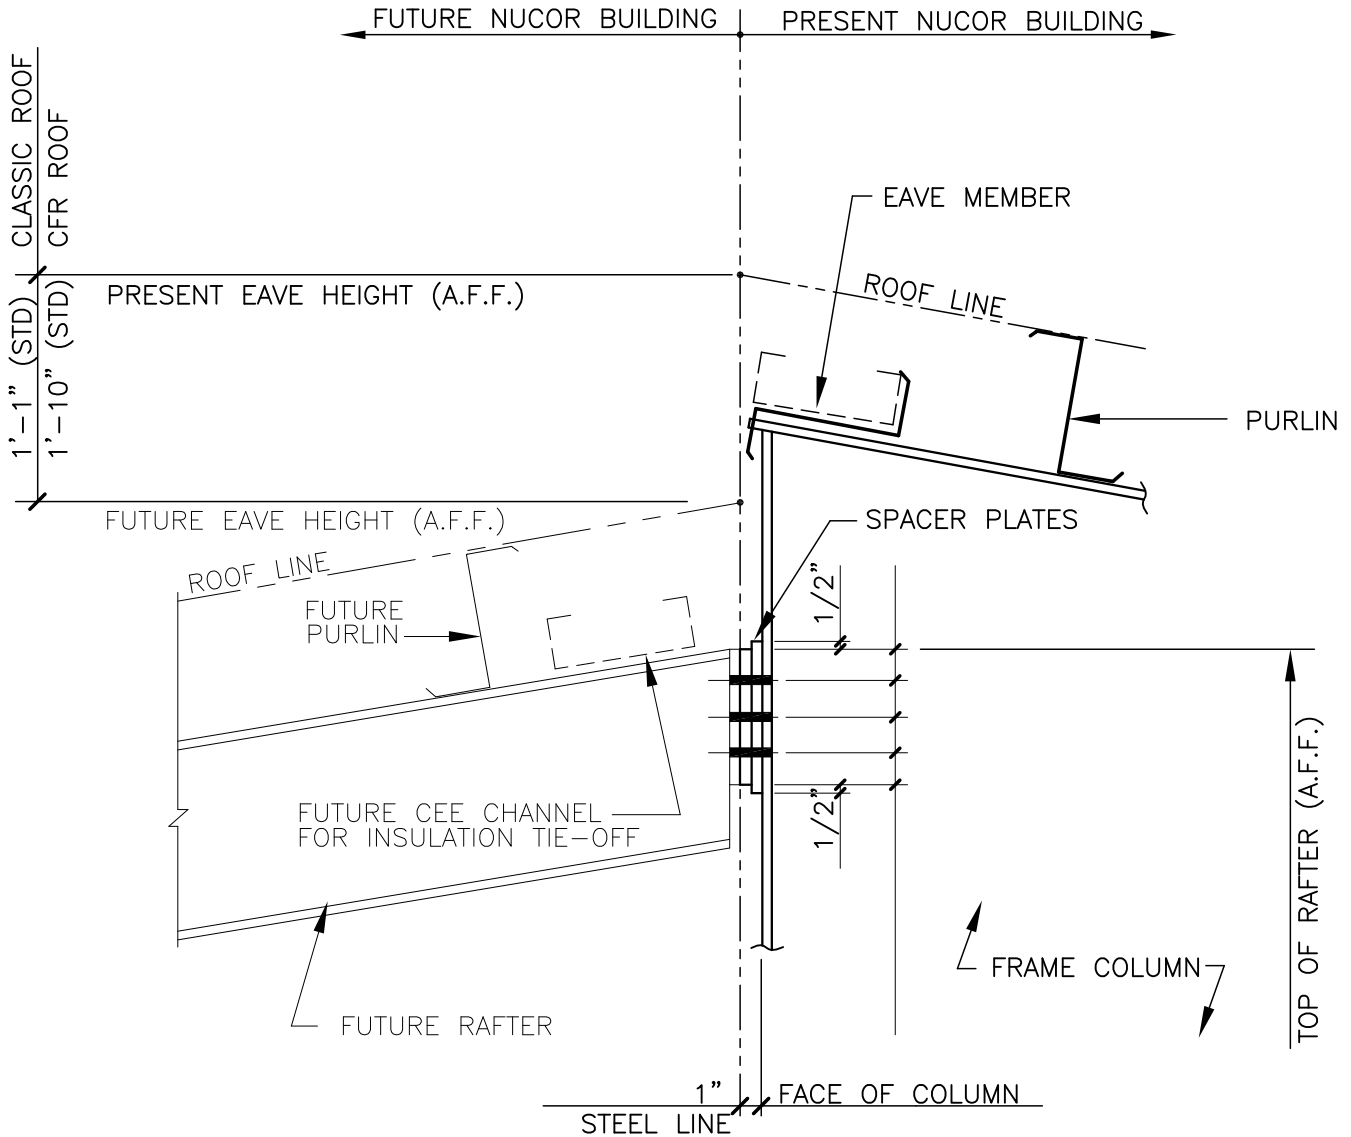 FUTURE NUCOR BUILDING
PRESENT NUCOR BUILDING
CLASSIC ROOF
CFR ROOF
EAVE MEMBER
ROOF LINE
PRESENT EAVE HEIGHT (A.F.F.)
1'-1" (STD)
1'-10" (STD)
PURLIN
FUTURE EAVE HEIGHT (A.F.F.)
SPACER PLATES
ROOF LINE
1/2"
FUTURE
PURLIN
FUTURE CEE CHANNEL
FOR INSULATION TIE-OFF
1/2"
TOP OF RAFTER (A.F.F.)
FRAME COLUMN
FUTURE RAFTER
1"
FACE OF COLUMN
STEEL LINE